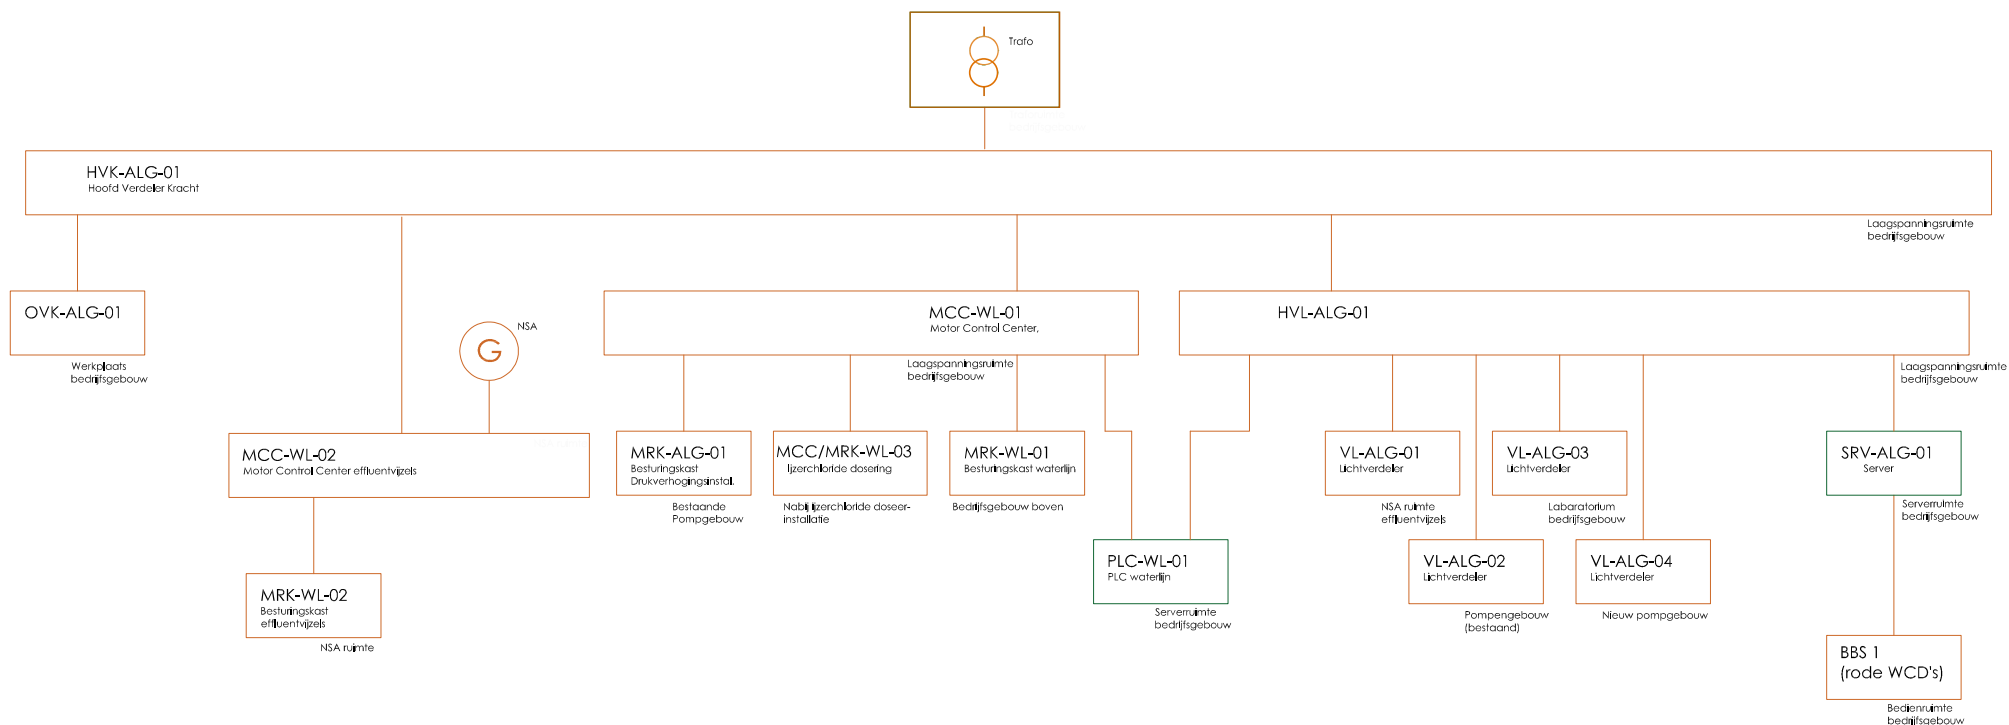 Trafo
HVK-ALG-01
Hoofd Verdeler Kracht
Laagspanningsruimte
bedrijfsgebouw
OVK-ALG-01
Werkplaats
bedrijfsgebouw
NSA
G
MCC-WL-01
Motor Control Center,
Laagspanningsruimte
bedrijfsgebouw
HVL-ALG-01
Laagspanningsruimte
bedrijfsgebouw
MCC-WL-02
Motor Control Center effluentvijzels
MRK-ALG-01
Besturingskast
Drukverhogingsinstal.
Bestaande
Pompgebouw
MCC/MRK-WL-03
Ijzerchloride dosering
Nabij ijzerchloride doseer-
installatie
MRK-WL-01
Besturingskast waterlijn
Bedrijfsgebouw boven
VL-ALG-01
Lichtverdeler
NSA ruimte
effluentvijzels
VL-ALG-03
Lichtverdeler
Labaratorium
bedrijfsgebouw
SRV-ALG-01
Server
Serverruimte
bedrijfsgebouw
PLC-WL-01
PLC waterlijn
Serverruimte
bedrijfsgebouw
VL-ALG-02
Lichtverdeler
Pompengebouw
(bestaand)
VL-ALG-04
Lichtverdeler
Nieuw pompgebouw
MRK-WL-02
Besturingskast
effluentvijzels
NSA ruimte
BBS 1
(rode WCD's)
Bedienruimte
bedrijfsgebouw